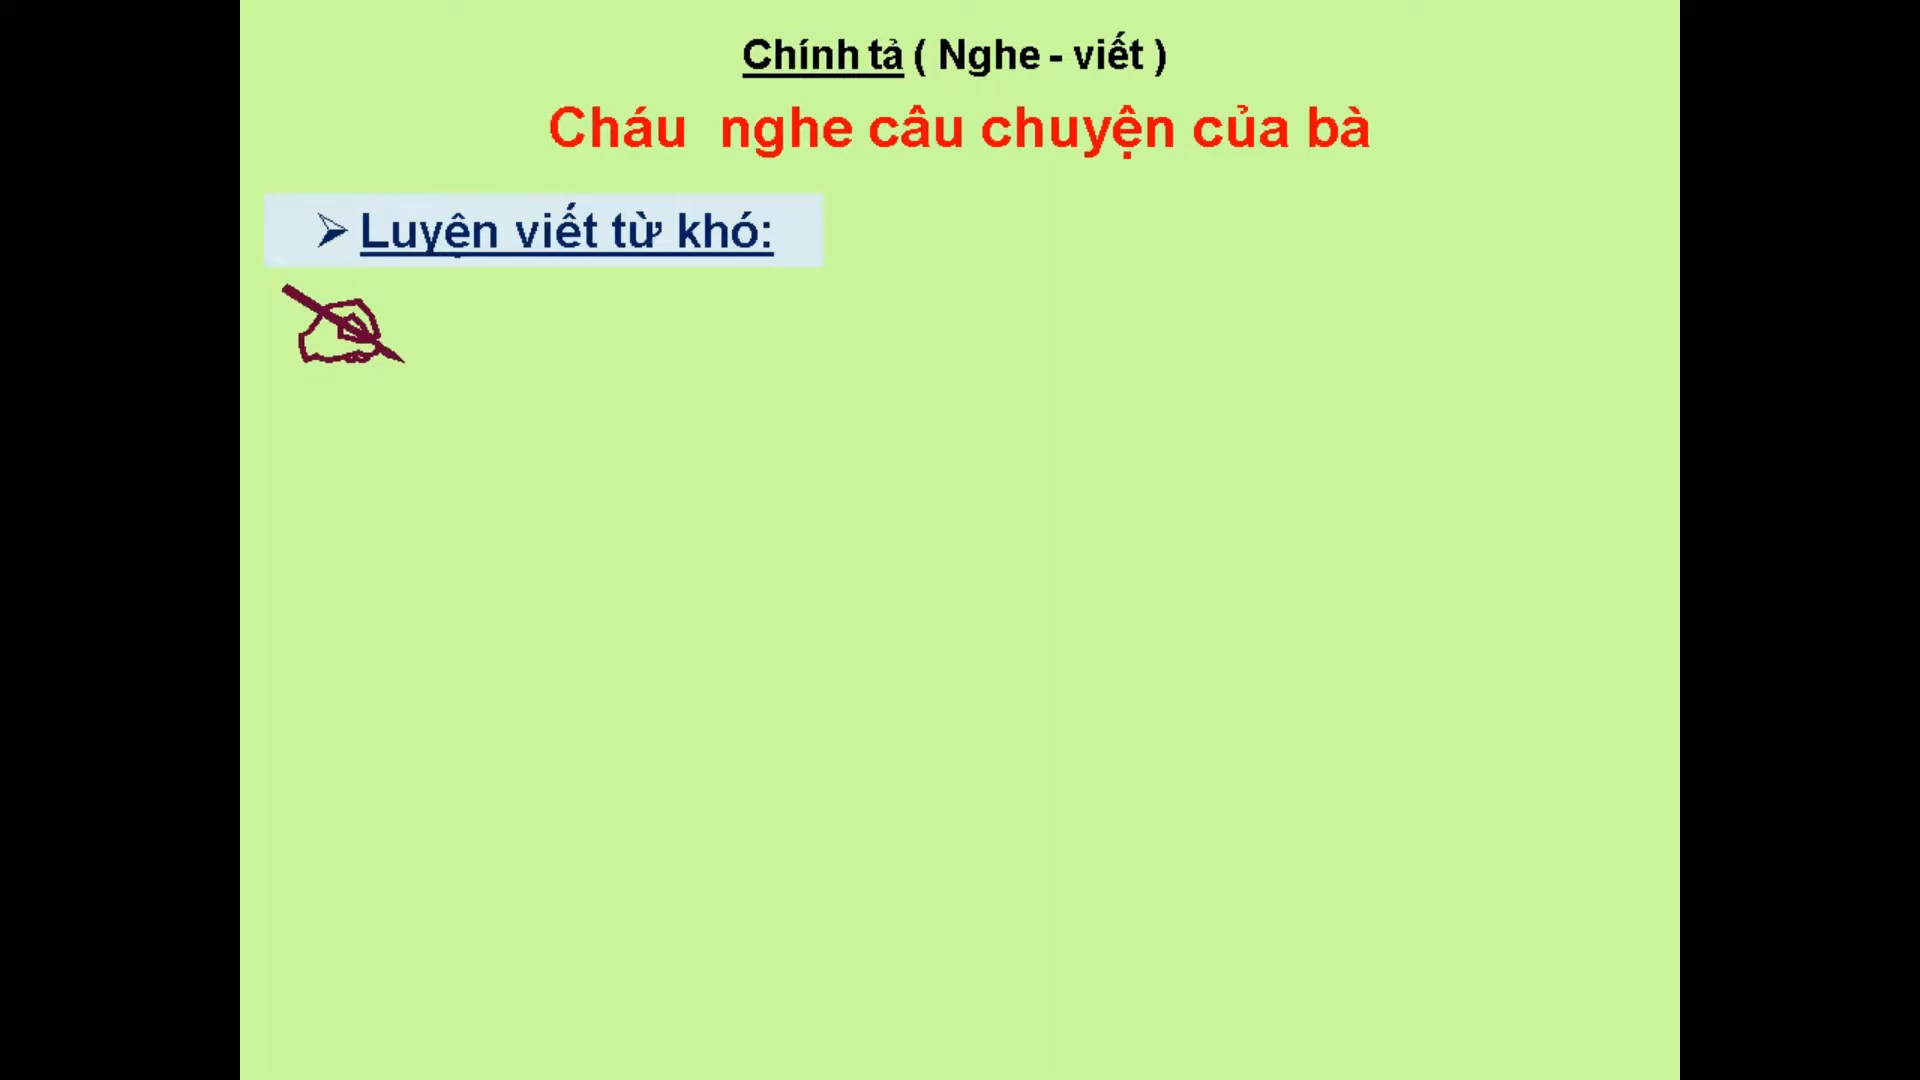 Chính tả ( Nghe - viết )
Cháu nghe câu chuyện của bà
Luyện viết từ khó: